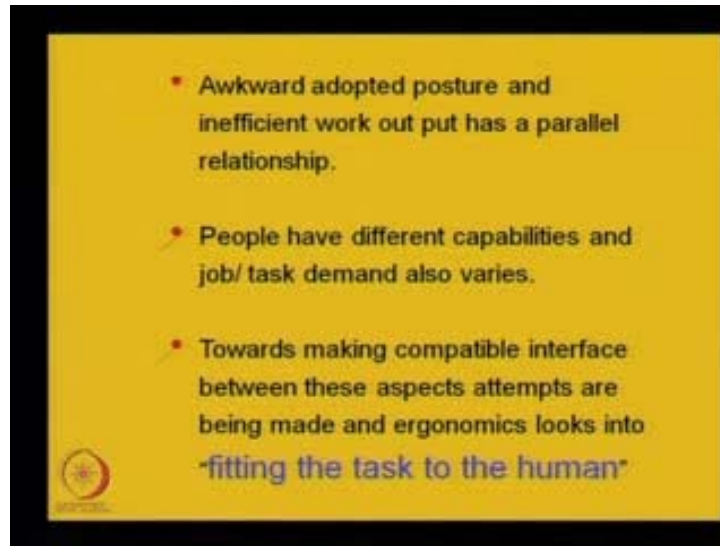 Awkward adopted posture and
inefficient work out put has a parallel
relationship.
People have different capabilities and
job/ task demand also varies.
Towards making compatible interface
between these aspects attempts are
being made and ergonomics looks into
"fitting the task to the human"